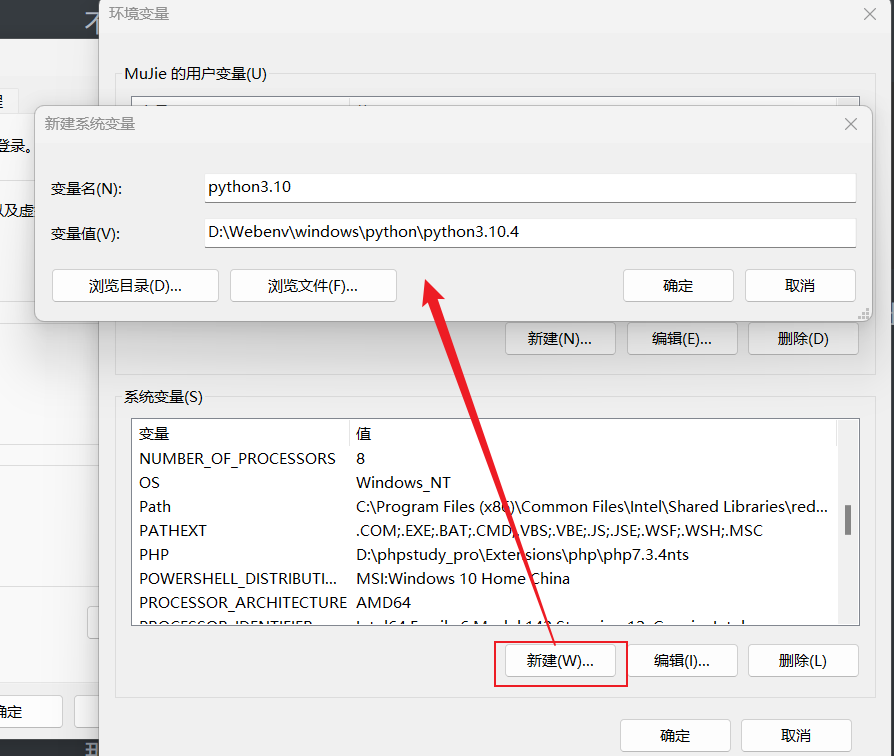 环境变量
MuJie 的用户变量(U)
新建系统变量
登录。
变量名(N):
python3.10
以及虚
变量值(V):
D:\Webenv\windows\python\python3.10.4
浏览目录(D)...
浏览文件(F)...
确定
取消
新建(N)...
编辑(E)...
删除(D)
系统变量(S)
变量 值
NUMBER_OF_PROCESSORS 8
OS Windows_NT
Path C:\Program Files (x86)\Common Files\Intel\Shared Libraries\red...
PATHEXT .COM;.EXE;.BAT;.CMD;.VBS;.VBE;.JS;.JSE;.WSF;.WSH;.MSC
PHP D:\phpstudy_pro\Extensions\php\php7.3.4nts
POWERSHELL_DISTRIBUTI... MSI:Windows 10 Home China
PROCESSOR_ARCHITECTURE AMD64
新建(W)...
编辑(I)...
删除(L)
确定
确定
取消